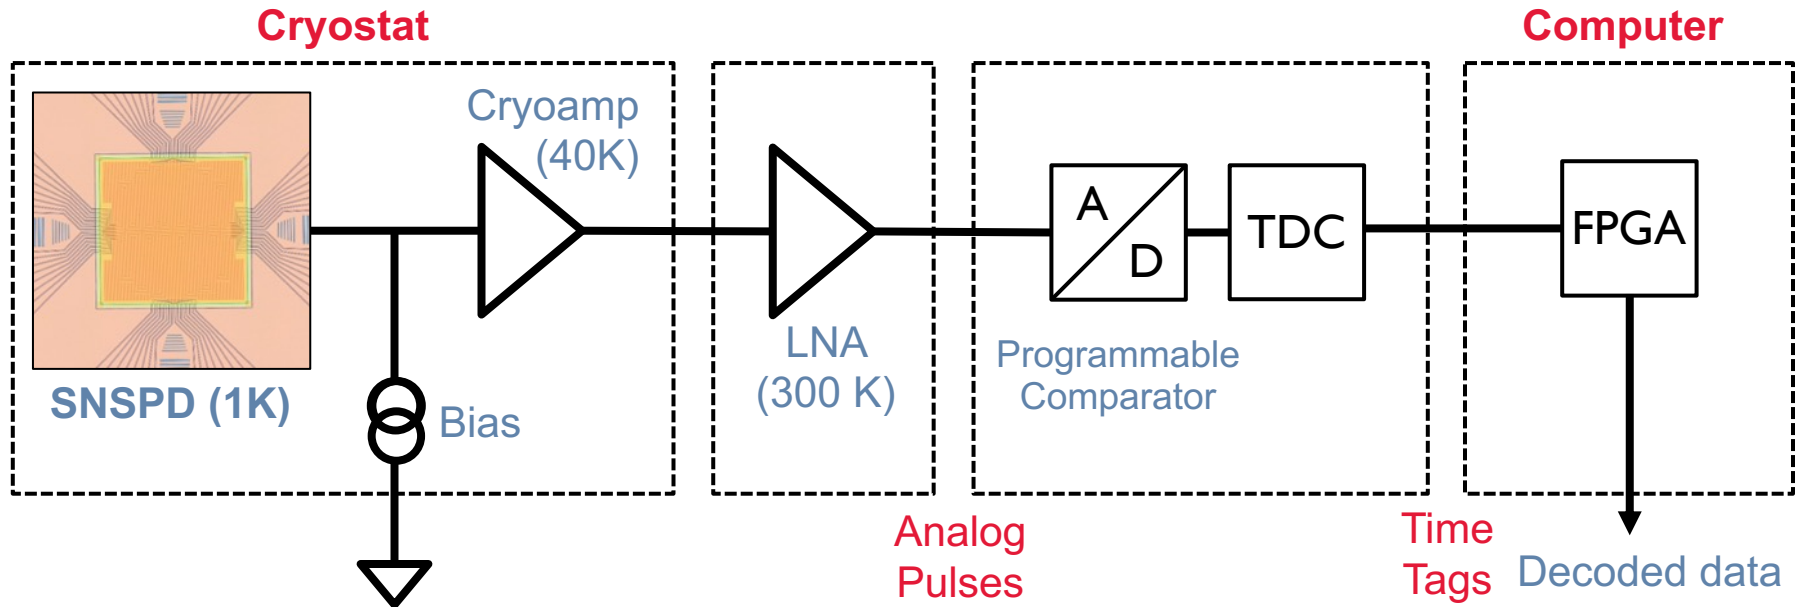 Cryostat
Computer
Cryoamp
(40K)
A
D
TDC
FPGA
SNSPD (1K)
Bias
LNA
(300 K)
Programmable
Comparator
Analog
Pulses
Time
Tags
Decoded data